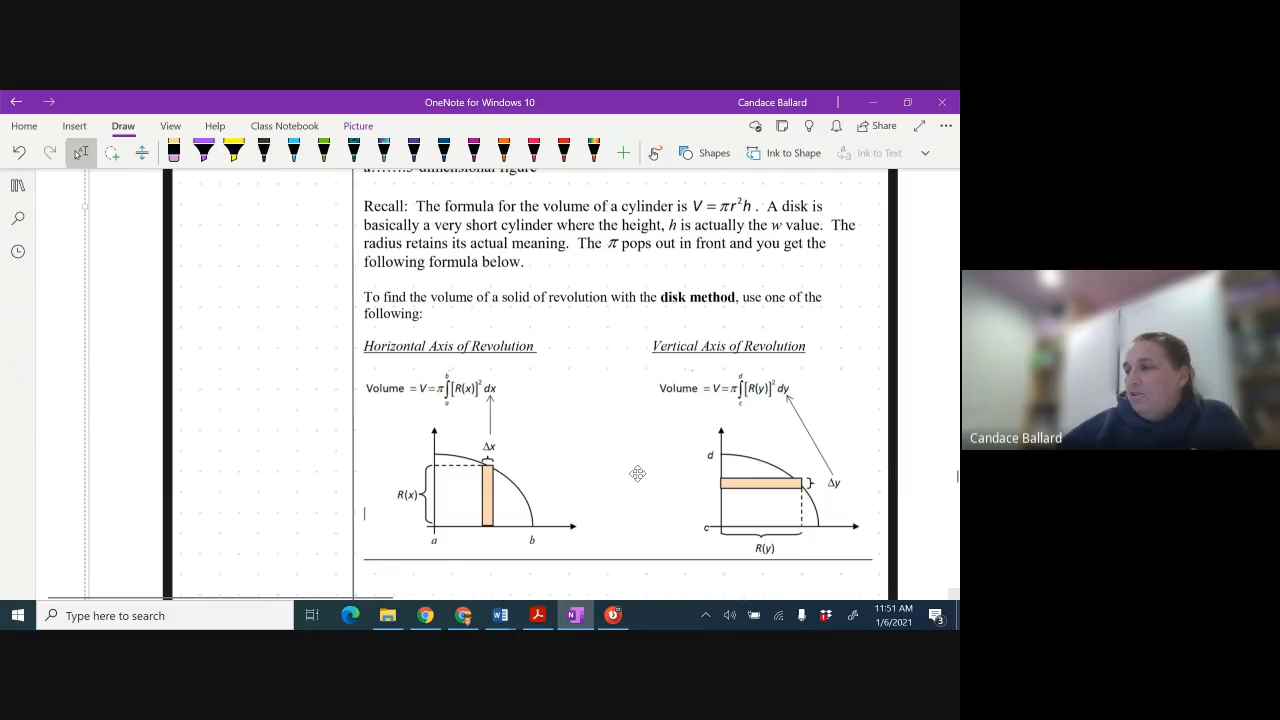 OneNote for Windows 10
Candace Ballard
Home Insert Draw View Help Class Notebook Picture
Share
Shapes Ink to Shape Ink to Text
Recall: The formula for the volume of a cylinder is V = πr²h . A disk is
basically a very short cylinder where the height, h is actually the w value. The
radius retains its actual meaning. The π pops out in front and you get the
following formula below.
To find the volume of a solid of revolution with the disk method, use one of the
following:
Horizontal Axis of Revolution
Volume = V = π∫ₐᵇ[R(x)]² dx
Δx
R(x)
a b
Vertical Axis of Revolution
Volume = V = π∫꜀ᵈ[R(y)]² dy
d
Δy
c
R(y)
Candace Ballard
Type here to search
11:51 AM
1/6/2021
3